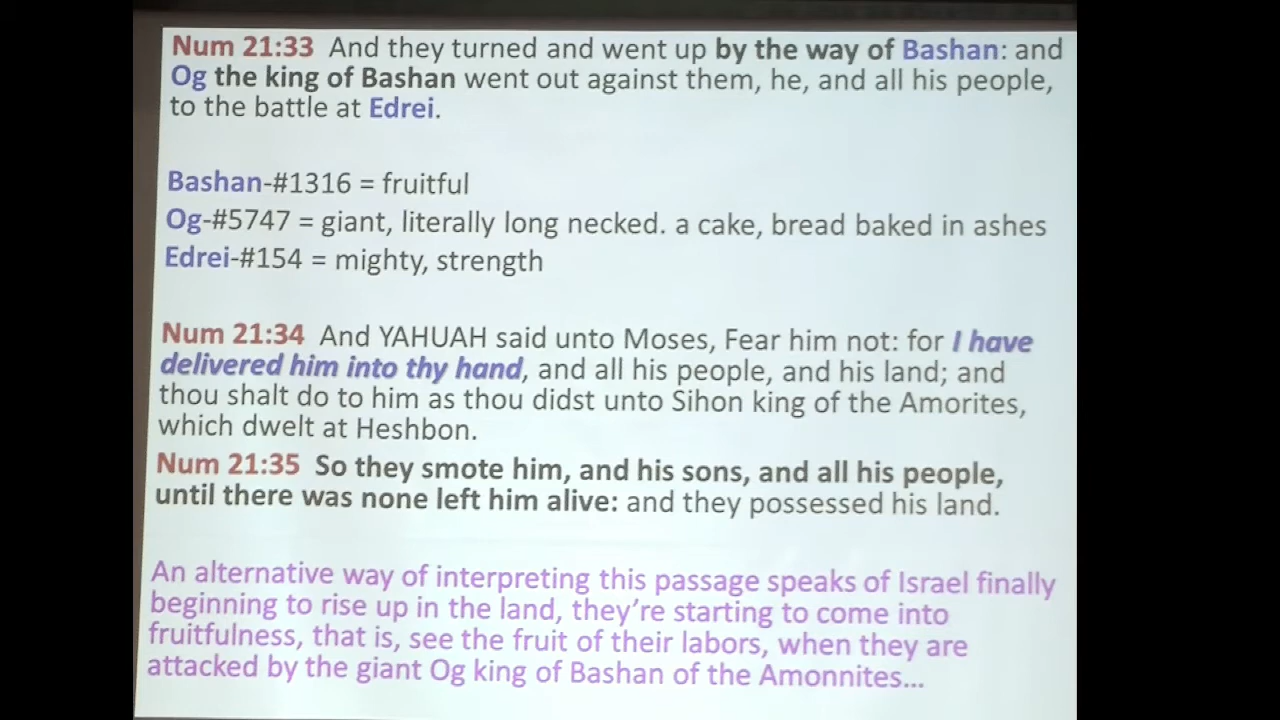 Num 21:33 And they turned and went up by the way of Bashan: and
Og the king of Bashan went out against them, he, and all his people,
to the battle at Edrei.
Bashan-#1316 = fruitful
Og-#5747 = giant, literally long necked. a cake, bread baked in ashes
Edrei-#154 = mighty, strength
Num 21:34 And YAHUAH said unto Moses, Fear him not: for I have
delivered him into thy hand, and all his people, and his land; and
thou shalt do to him as thou didst unto Sihon king of the Amorites,
which dwelt at Heshbon.
Num 21:35 So they smote him, and his sons, and all his people,
until there was none left him alive: and they possessed his land.
An alternative way of interpreting this passage speaks of Israel finally
beginning to rise up in the land, they're starting to come into
fruitfulness, that is, see the fruit of their labors, when they are
attacked by the giant Og king of Bashan of the Amonnites...